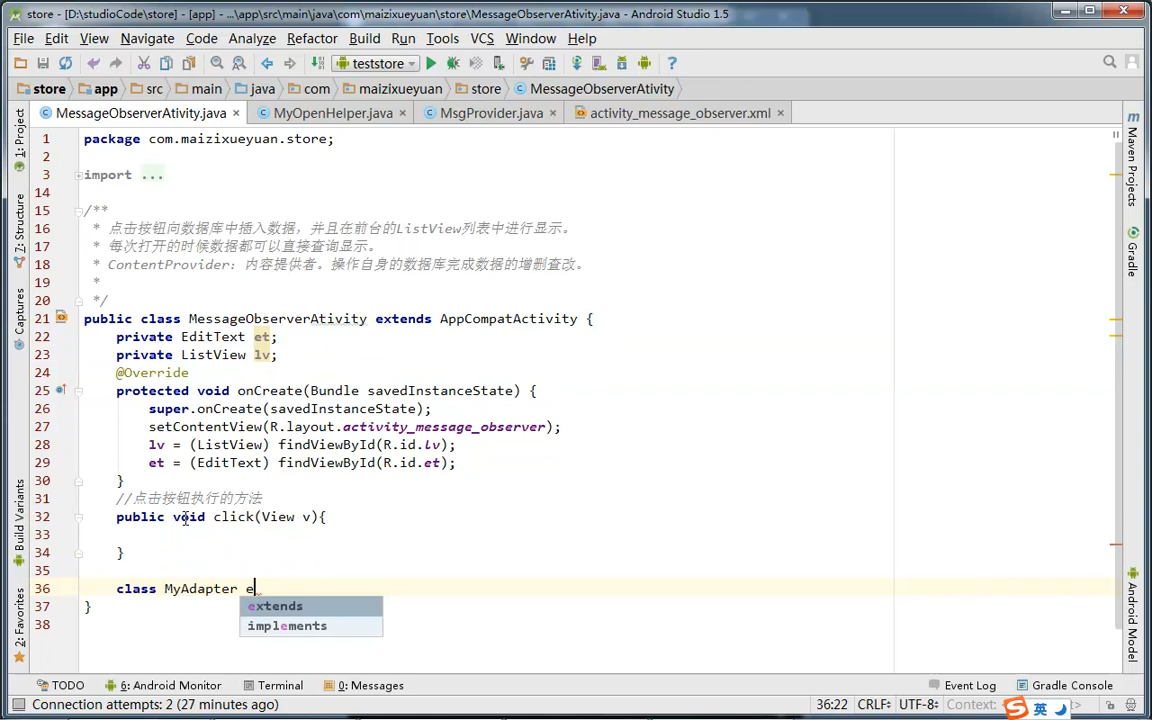 store - [D:\studioCode\store] - [app] - ...\app\src\main\java\com\maizixueyuan\store\MessageObserverAtivity.java - Android Studio 1.5
File Edit View Navigate Code Analyze Refactor Build Run Tools VCS Window Help
teststore
store app src main java com maizixueyuan store MessageObserverAtivity
MessageObserverAtivity.java MyOpenHelper.java MsgProvider.java activity_message_observer.xml
1 package com.maizixueyuan.store;
2
3 import ...
14
15 /**
16 * 点击按钮向数据库中插入数据，并且在前台的ListView列表中进行显示。
17 * 每次打开的时候数据都可以直接查询显示。
18 * ContentProvider: 内容提供者。操作自身的数据库完成数据的增删查改。
19 *
20 */
21 public class MessageObserverAtivity extends AppCompatActivity {
22 private EditText et;
23 private ListView lv;
24 @Override
25 protected void onCreate(Bundle savedInstanceState) {
26 super.onCreate(savedInstanceState);
27 setContentView(R.layout.activity_message_observer);
28 lv = (ListView) findViewById(R.id.lv);
29 et = (EditText) findViewById(R.id.et);
30 }
31 //点击按钮执行的方法
32 public void click(View v){
33
34 }
35
36 class MyAdapter e
extends
37 }
implements
38
1: Project
7: Structure
Captures
Build Variants
2: Favorites
Maven Projects
Gradle
Android Model
TODO 6: Android Monitor Terminal 0: Messages Event Log Gradle Console
Connection attempts: 2 (27 minutes ago) 36:22 CRLF UTF-8 Context: 英